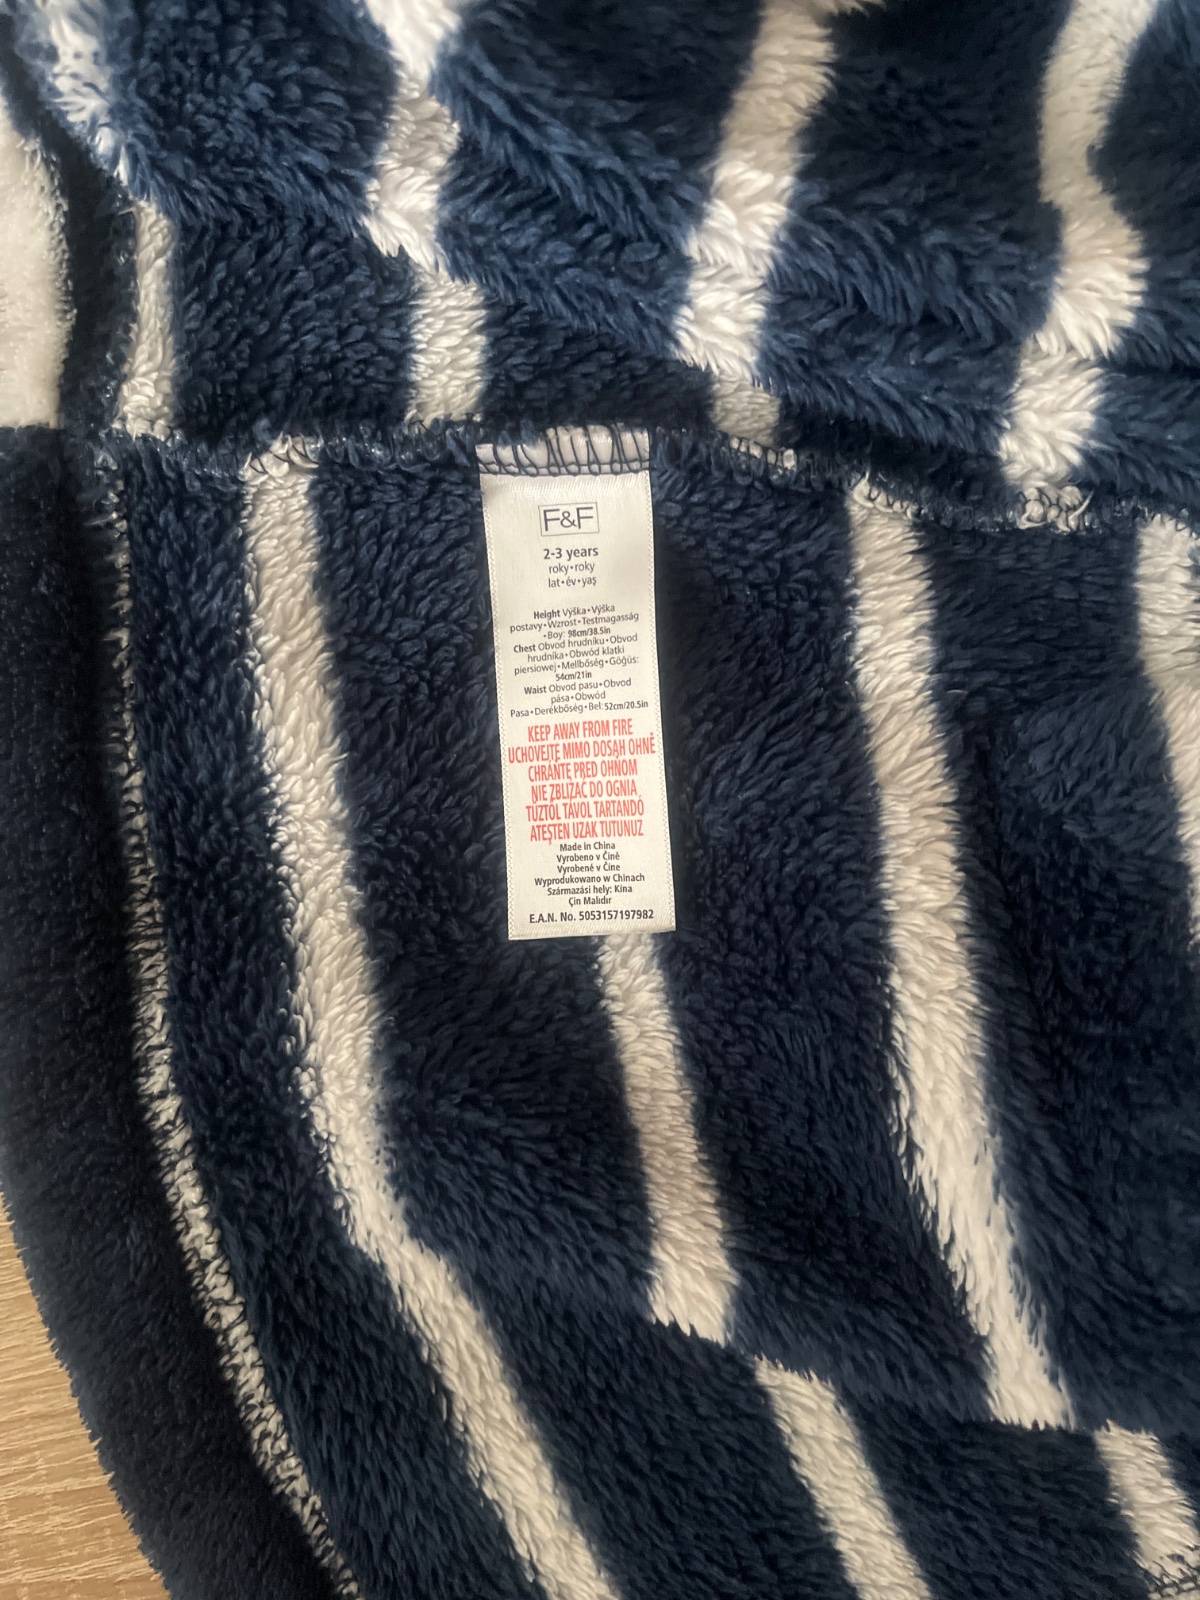 F&F
2-3 years
roky•roky
lat•év•yaş
Height Výška•Výška
postavy•Wzrost•Testmagasság
•Boy: 98cm/38.5in
Chest Obvod hrudníku•Obvod
hrudníka•Obwód klatki
piersiowej•Mellbőség•Göğüs:
54cm/21in
Waist Obvod pasu•Obvod
pása•Obwód
Pasa•Derékbőség•Bel: 52cm/20.5in
KEEP AWAY FROM FIRE
UCHOVEJTE MIMO DOSAH OHNĚ
CHRÁŇTE PRED OHŇOM
NIE ZBLIŻAĆ DO OGNIA
TŰZTŐL TÁVOL TARTANDÓ
ATEŞTEN UZAK TUTUNUZ
Made in China
Vyrobeno v Číně
Vyrobené v Číne
Wyprodukowano w Chinach
Származási hely: Kína
Çin Malıdır
E.A.N. No. 5053157197982